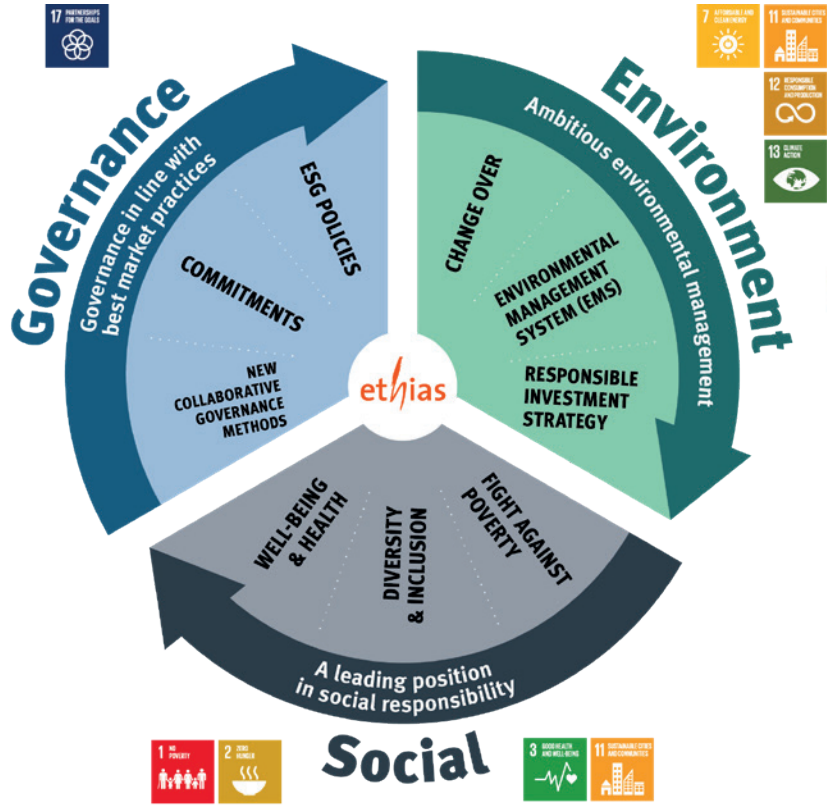 17 PARTNERSHIPS
FOR THE GOALS
7 AFFORDABLE AND
CLEAN ENERGY
11 SUSTAINABLE CITIES
AND COMMUNITIES
12 RESPONSIBLE
CONSUMPTION
AND PRODUCTION
13 CLIMATE
ACTION
Governance
Governance in line with
best market practices
ESG POLICIES
COMMITMENTS
NEW
COLLABORATIVE
GOVERNANCE
METHODS
Environment
Ambitious environmental management
CHANGE OVER
ENVIRONMENTAL
MANAGEMENT
SYSTEM (EMS)
RESPONSIBLE
INVESTMENT
STRATEGY
ethias
WELL-BEING
& HEALTH
DIVERSITY
& INCLUSION
FIGHT AGAINST
POVERTY
A leading position
in social responsibility
Social
1 NO
POVERTY
2 ZERO
HUNGER
3 GOOD HEALTH
AND WELL-BEING
11 SUSTAINABLE CITIES
AND COMMUNITIES